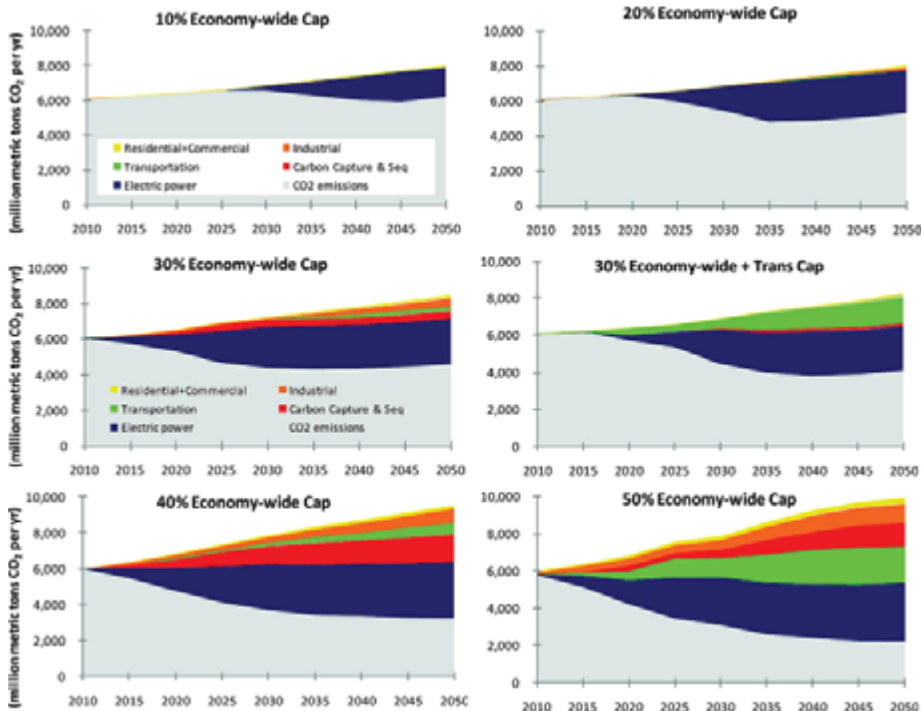 10% Economy-wide Cap
(million metric tons CO₂ per yr)
10,000
8,000
6,000
4,000
2,000
0
Residential+Commercial
Industrial
Transportation
Carbon Capture & Seq
Electric power
CO2 emissions
2010 2015 2020 2025 2030 2035 2040 2045 2050
20% Economy-wide Cap
10,000
8,000
6,000
4,000
2,000
0
2010 2015 2020 2025 2030 2035 2040 2045 2050
30% Economy-wide Cap
(million metric tons CO₂ per yr)
10,000
8,000
6,000
4,000
2,000
0
Residential+Commercial
Industrial
Transportation
Carbon Capture & Seq
Electric power
CO2 emissions
2010 2015 2020 2025 2030 2035 2040 2045 2050
30% Economy-wide + Trans Cap
10,000
8,000
6,000
4,000
2,000
0
2010 2015 2020 2025 2030 2035 2040 2045 2050
40% Economy-wide Cap
(million metric tons CO₂ per yr)
10,000
8,000
6,000
4,000
2,000
0
2010 2015 2020 2025 2030 2035 2040 2045 2050
50% Economy-wide Cap
10,000
8,000
6,000
4,000
2,000
0
2010 2015 2020 2025 2030 2035 2040 2045 2050